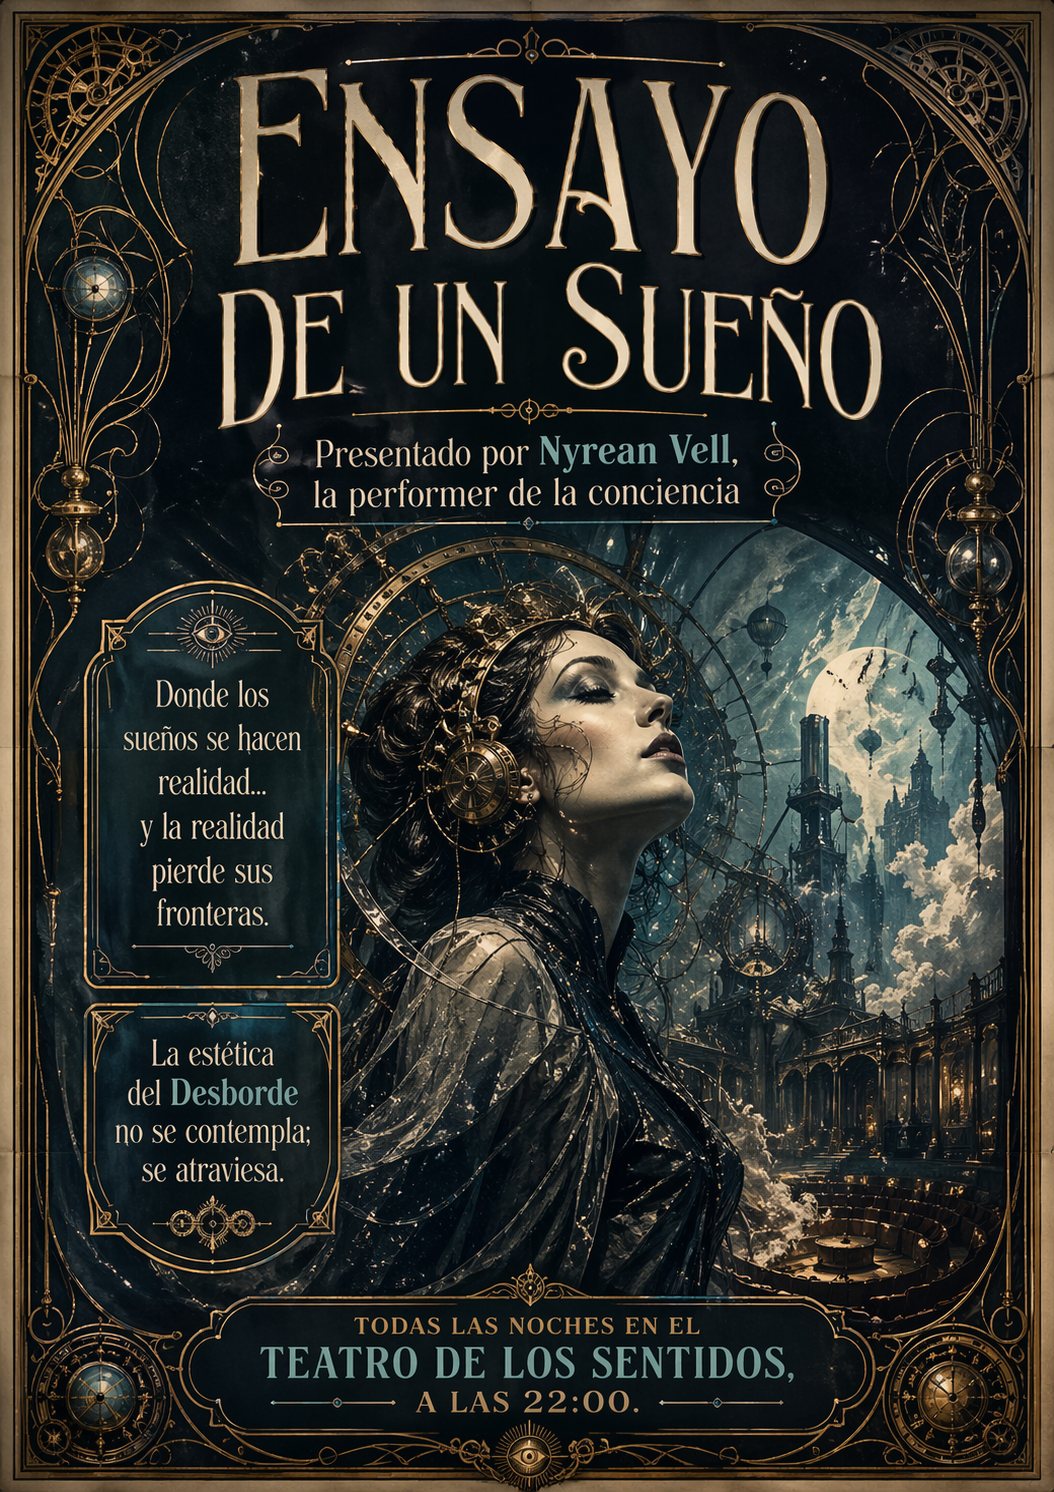 ENSAYO
DE UN SUEÑO
Presentado por Nyrean Vell,
la performer de la conciencia
Donde los
sueños se hacen
realidad...
y la realidad
pierde sus
fronteras.
La estética
del Desborde
no se contempla;
se atraviesa.
TODAS LAS NOCHES EN EL
TEATRO DE LOS SENTIDOS,
A LAS 22:00.